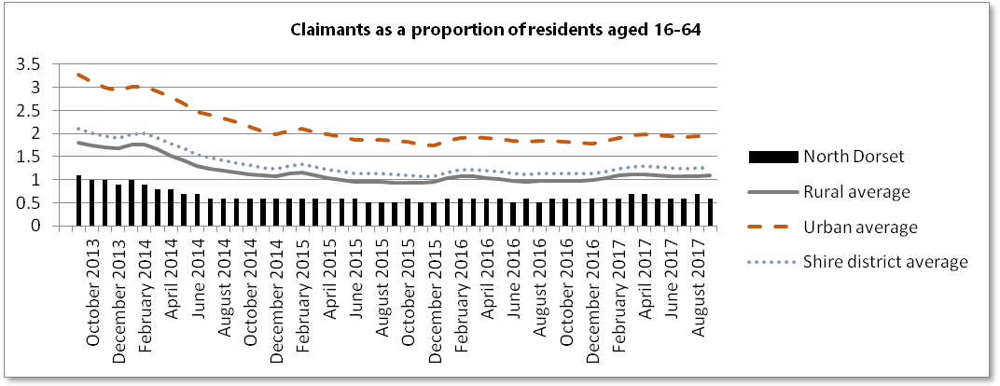 Claimants as a proportion of residents aged 16-64
3.5
3
2.5
2
1.5
1
0.5
0
October 2013
December 2013
February 2014
April 2014
June 2014
August 2014
October 2014
December 2014
February 2015
April 2015
June 2015
August 2015
October 2015
December 2015
February 2016
April 2016
June 2016
August 2016
October 2016
December 2016
February 2017
April 2017
June 2017
August 2017
North Dorset
Rural average
Urban average
Shire district average